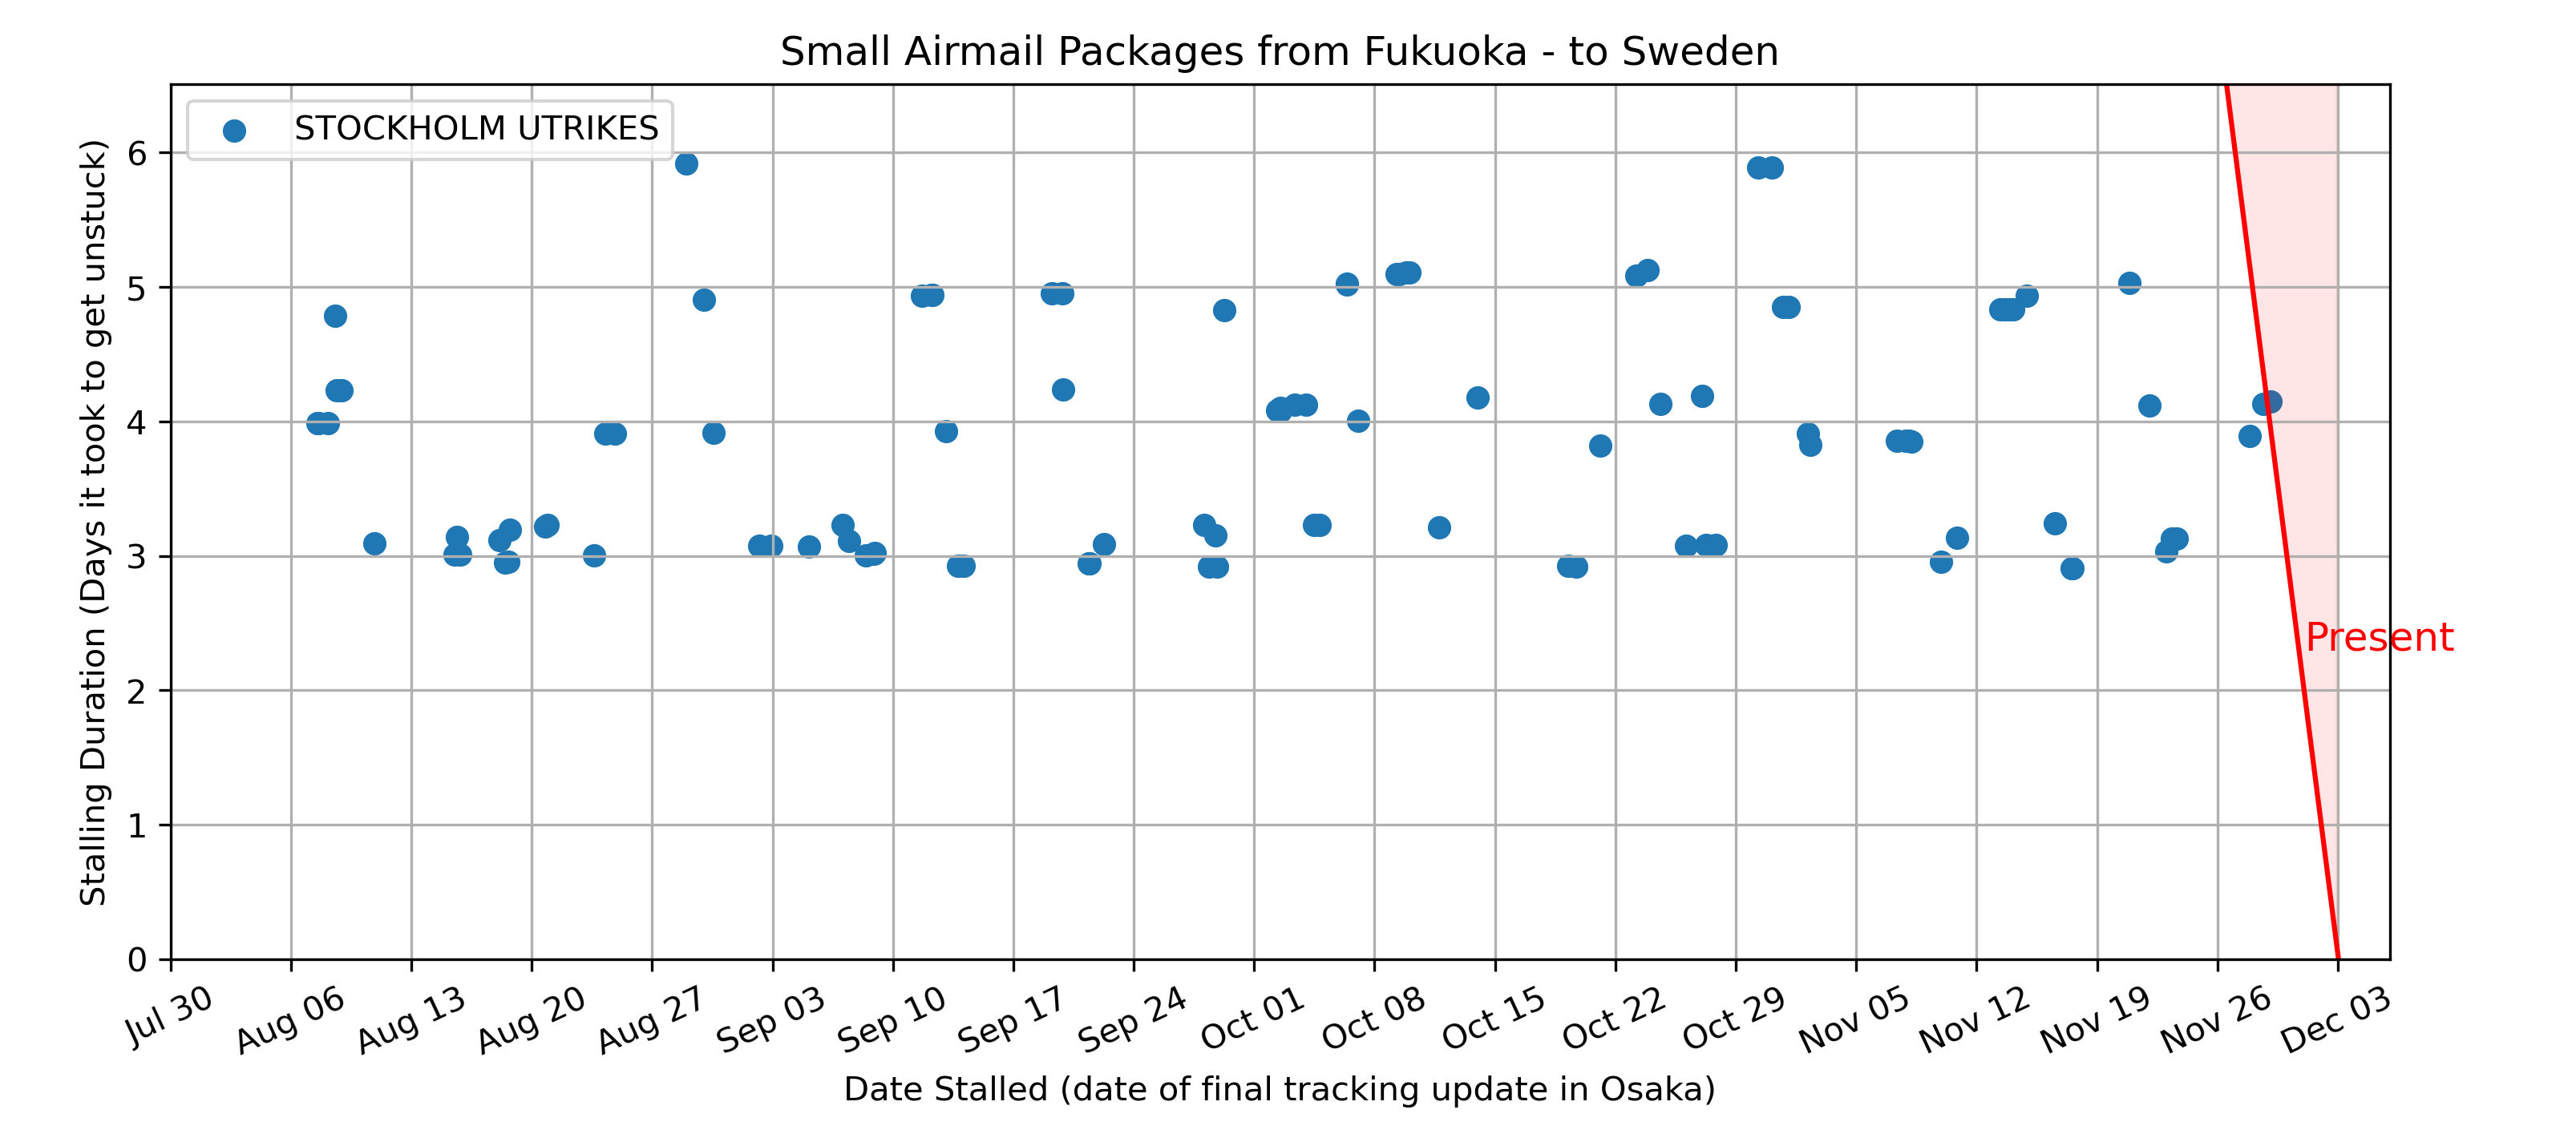 Small Airmail Packages from Fukuoka - to Sweden
STOCKHOLM UTRIKES
Stalling Duration (Days it took to get unstuck)
6
5
4
3
2
1
0
Present
Jul 30
Aug 06
Aug 13
Aug 20
Aug 27
Sep 03
Sep 10
Sep 17
Sep 24
Oct 01
Oct 08
Oct 15
Oct 22
Oct 29
Nov 05
Nov 12
Nov 19
Nov 26
Dec 03
Date Stalled (date of final tracking update in Osaka)